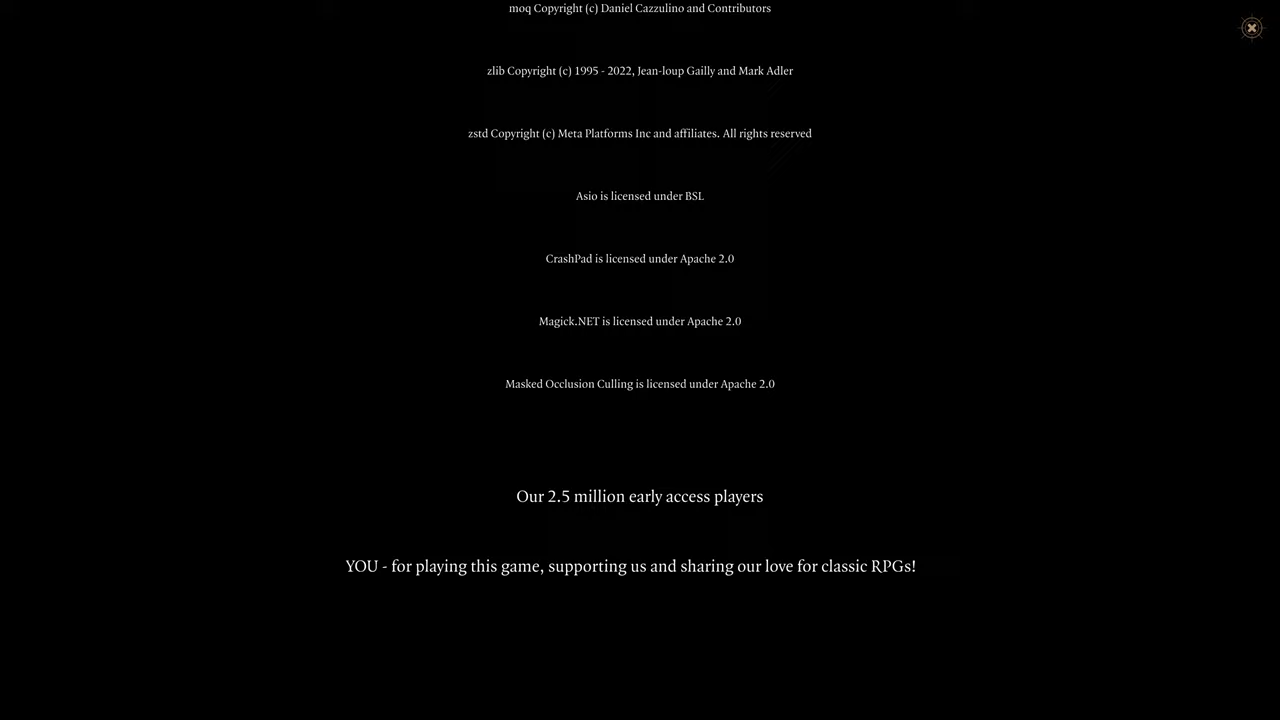 moq Copyright (c) Daniel Cazzulino and Contributors
zlib Copyright (c) 1995 - 2022, Jean-loup Gailly and Mark Adler
zstd Copyright (c) Meta Platforms Inc and affiliates. All rights reserved
Asio is licensed under BSL
CrashPad is licensed under Apache 2.0
Magick.NET is licensed under Apache 2.0
Masked Occlusion Culling is licensed under Apache 2.0
Our 2.5 million early access players
YOU - for playing this game, supporting us and sharing our love for classic RPGs!